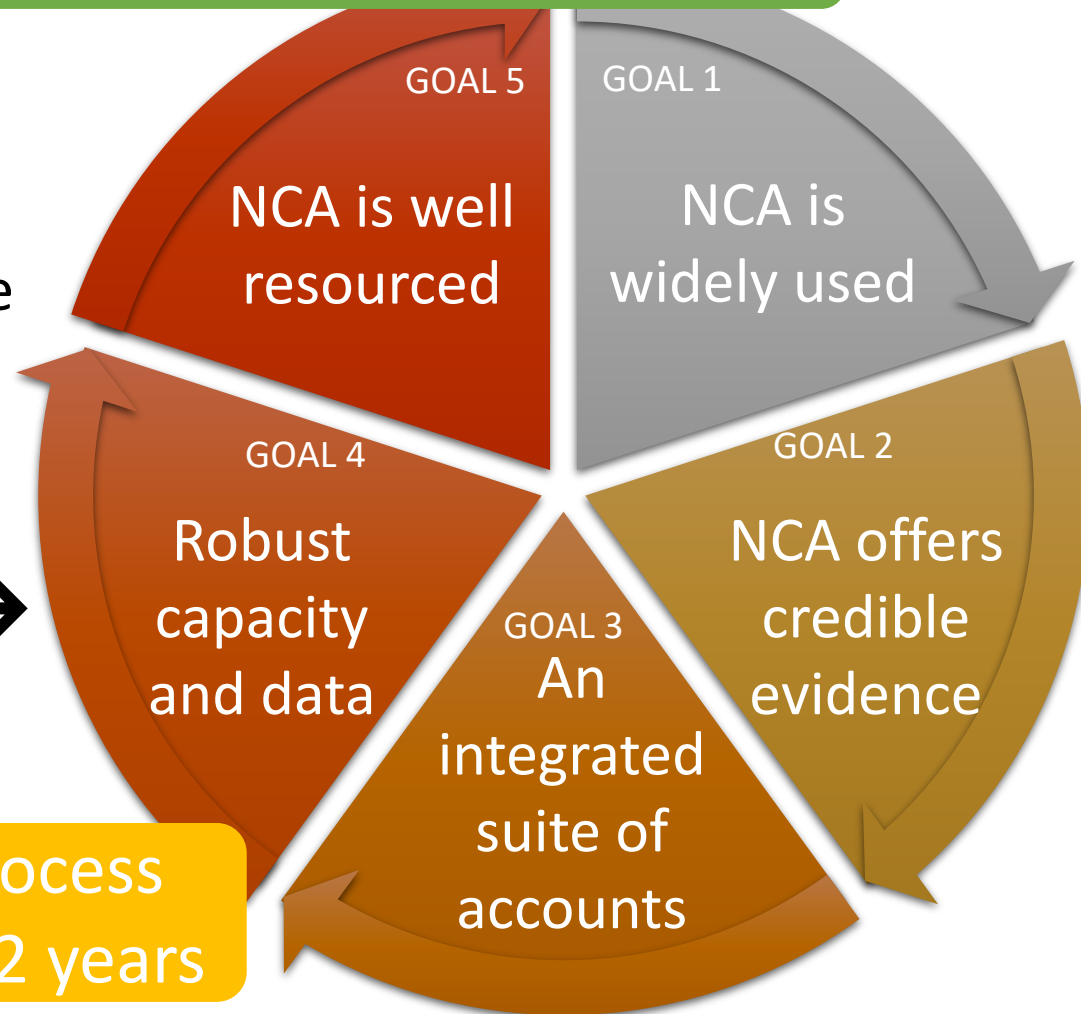 GOAL 5
NCA is well
resourced
GOAL 1
NCA is
widely used
GOAL 2
NCA offers
credible
evidence
GOAL 3
An
integrated
suite of
accounts
GOAL 4
Robust
capacity
and data
2 years